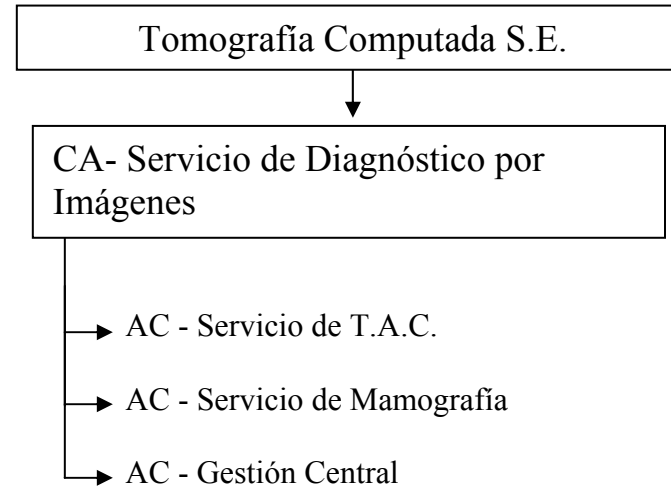 Tomografía Computada S.E.
CA- Servicio de Diagnóstico por
Imágenes
AC - Servicio de T.A.C.
AC - Servicio de Mamografía
AC - Gestión Central